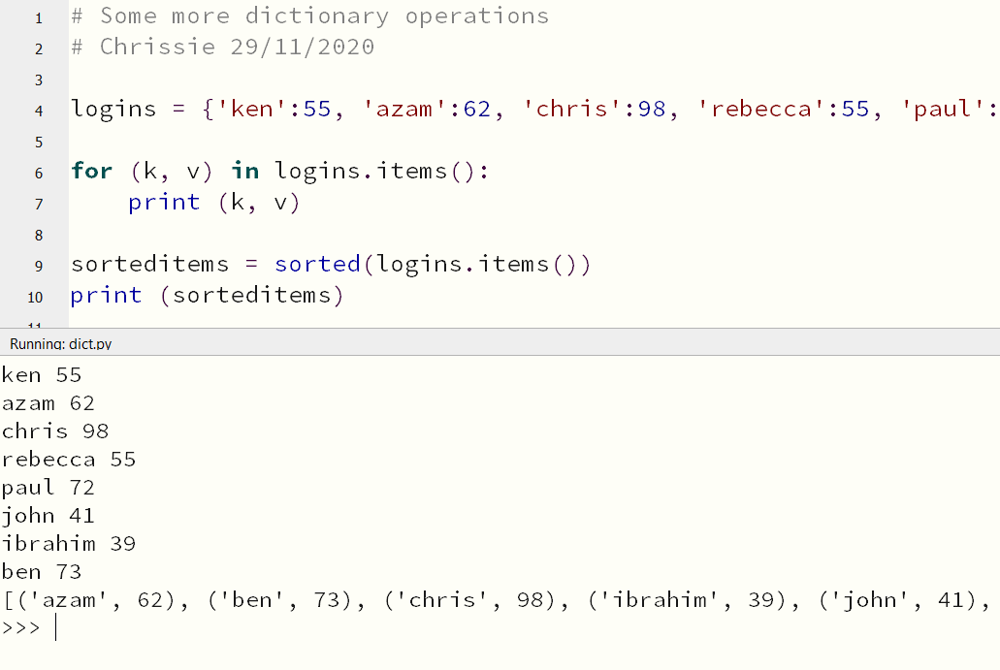 1 # Some more dictionary operations
2 # Chrissie 29/11/2020
3
4 logins = {'ken':55, 'azam':62, 'chris':98, 'rebecca':55, 'paul':
5
6 for (k, v) in logins.items():
7     print (k, v)
8
9 sorteditems = sorted(logins.items())
10 print (sorteditems)
11
Running: dict.py
ken 55
azam 62
chris 98
rebecca 55
paul 72
john 41
ibrahim 39
ben 73
[('azam', 62), ('ben', 73), ('chris', 98), ('ibrahim', 39), ('john', 41),
>>>